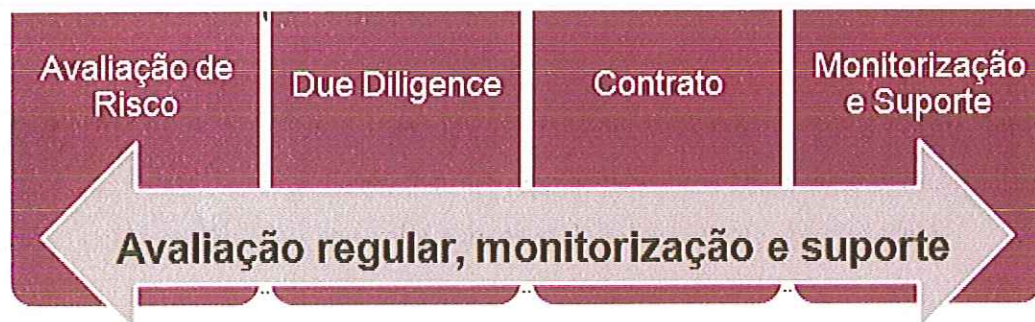 Avaliação de
Risco
Due Diligence
Contrato
Monitorização
e Suporte
Avaliação regular, monitorização e suporte